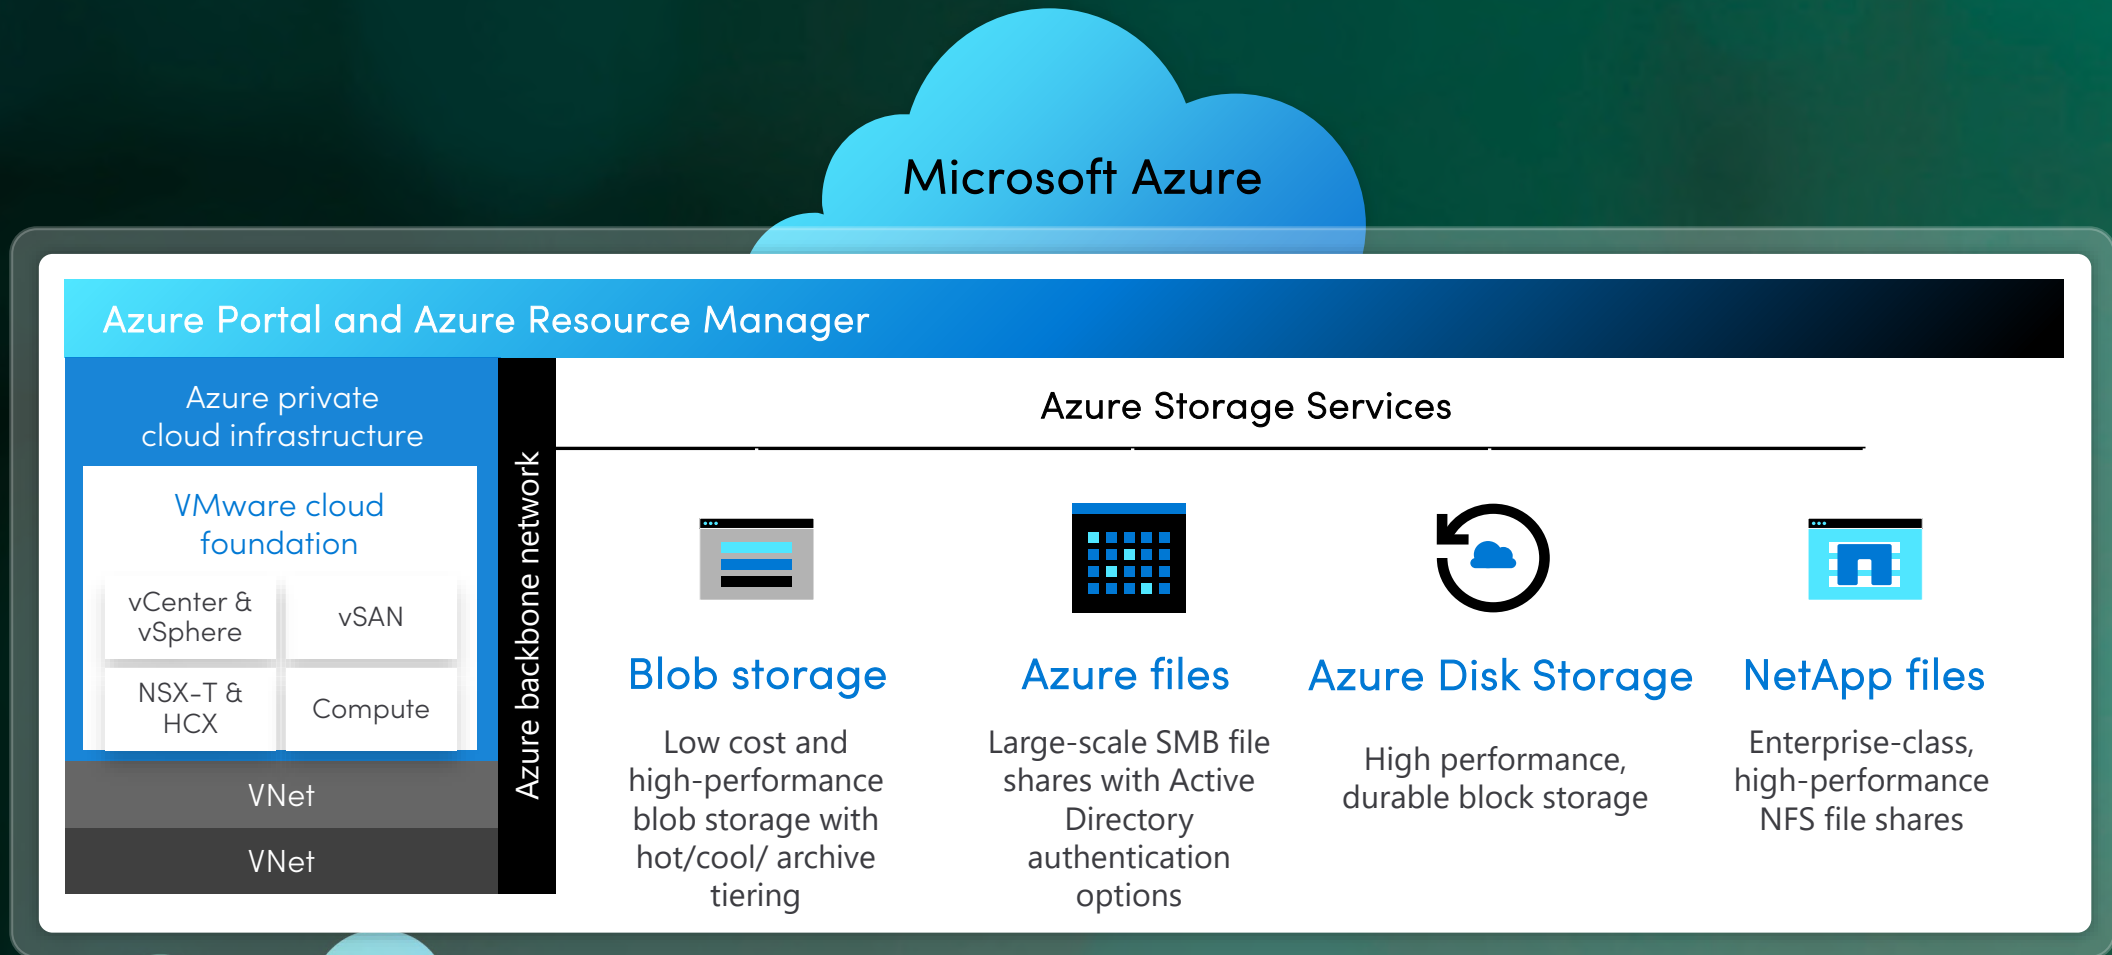 Microsoft Azure
Azure Portal and Azure Resource Manager
Azure private
cloud infrastructure
VMware cloud
foundation
vCenter &
vSphere
vSAN
NSX-T &
HCX
Compute
VNet
VNet
Azure backbone network
Azure Storage Services
Blob storage
Low cost and
high-performance
blob storage with
hot/cool/ archive
tiering
Azure files
Large-scale SMB file
shares with Active
Directory
authentication
options
Azure Disk Storage
High performance,
durable block storage
NetApp files
Enterprise-class,
high-performance
NFS file shares